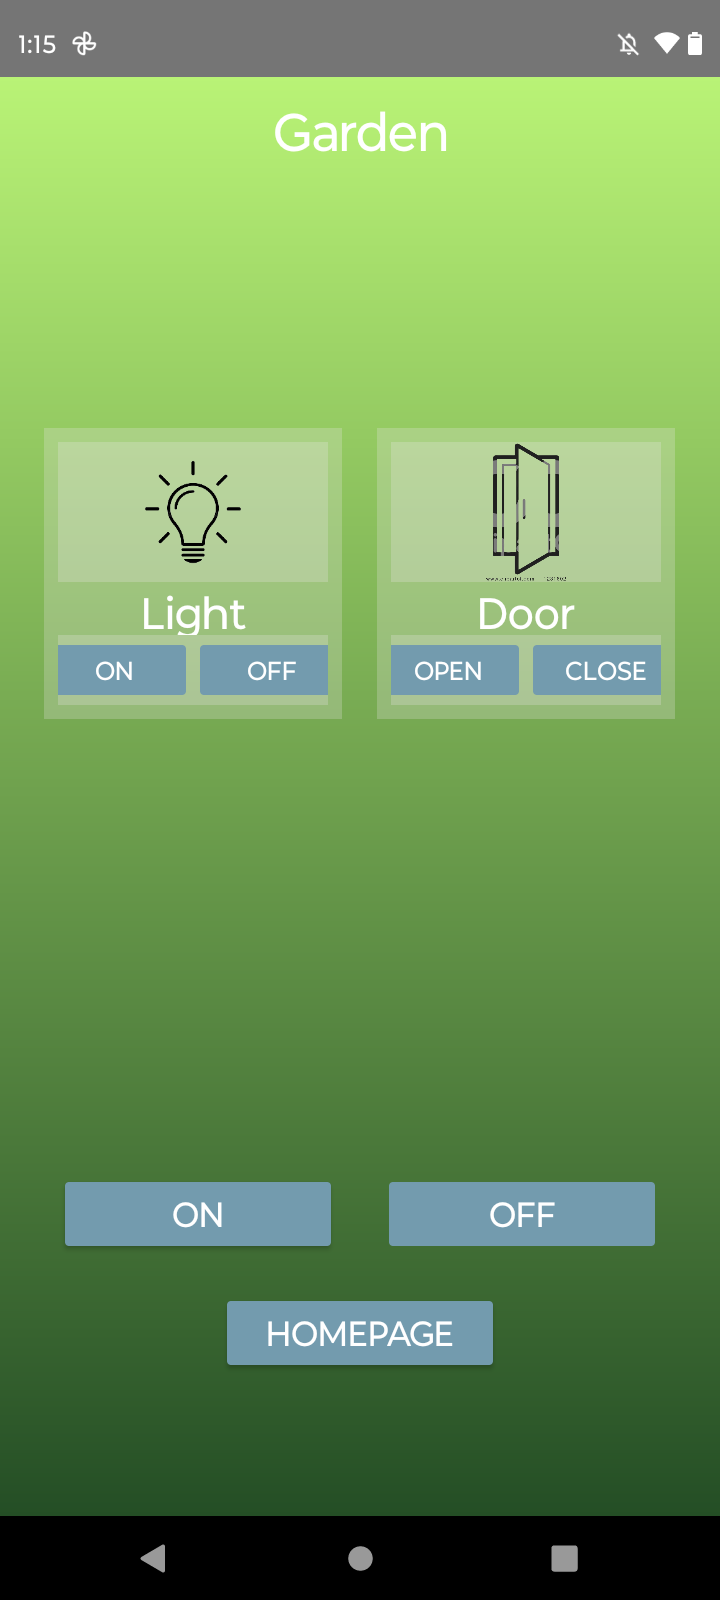 1:15
Garden
Light
Door
ON
OFF
OPEN
CLOSE
ON
OFF
HOMEPAGE